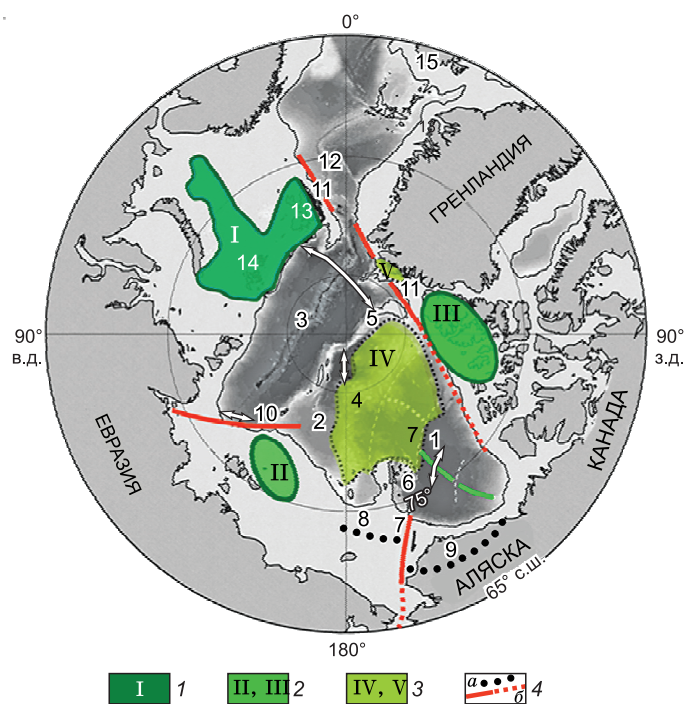 0°
15
ГРЕНЛАНДИЯ
12
11
13
I
14
V
11
III
5
3
90°
в.д.
90°
з.д.
IV
4
2
10
7
1
II
6
75°
8
7
9
ЕВРАЗИЯ
КАНАДА
АЛЯСКА
65° с.ш.
180°
I 1
II, III 2
IV, V 3
а б 4